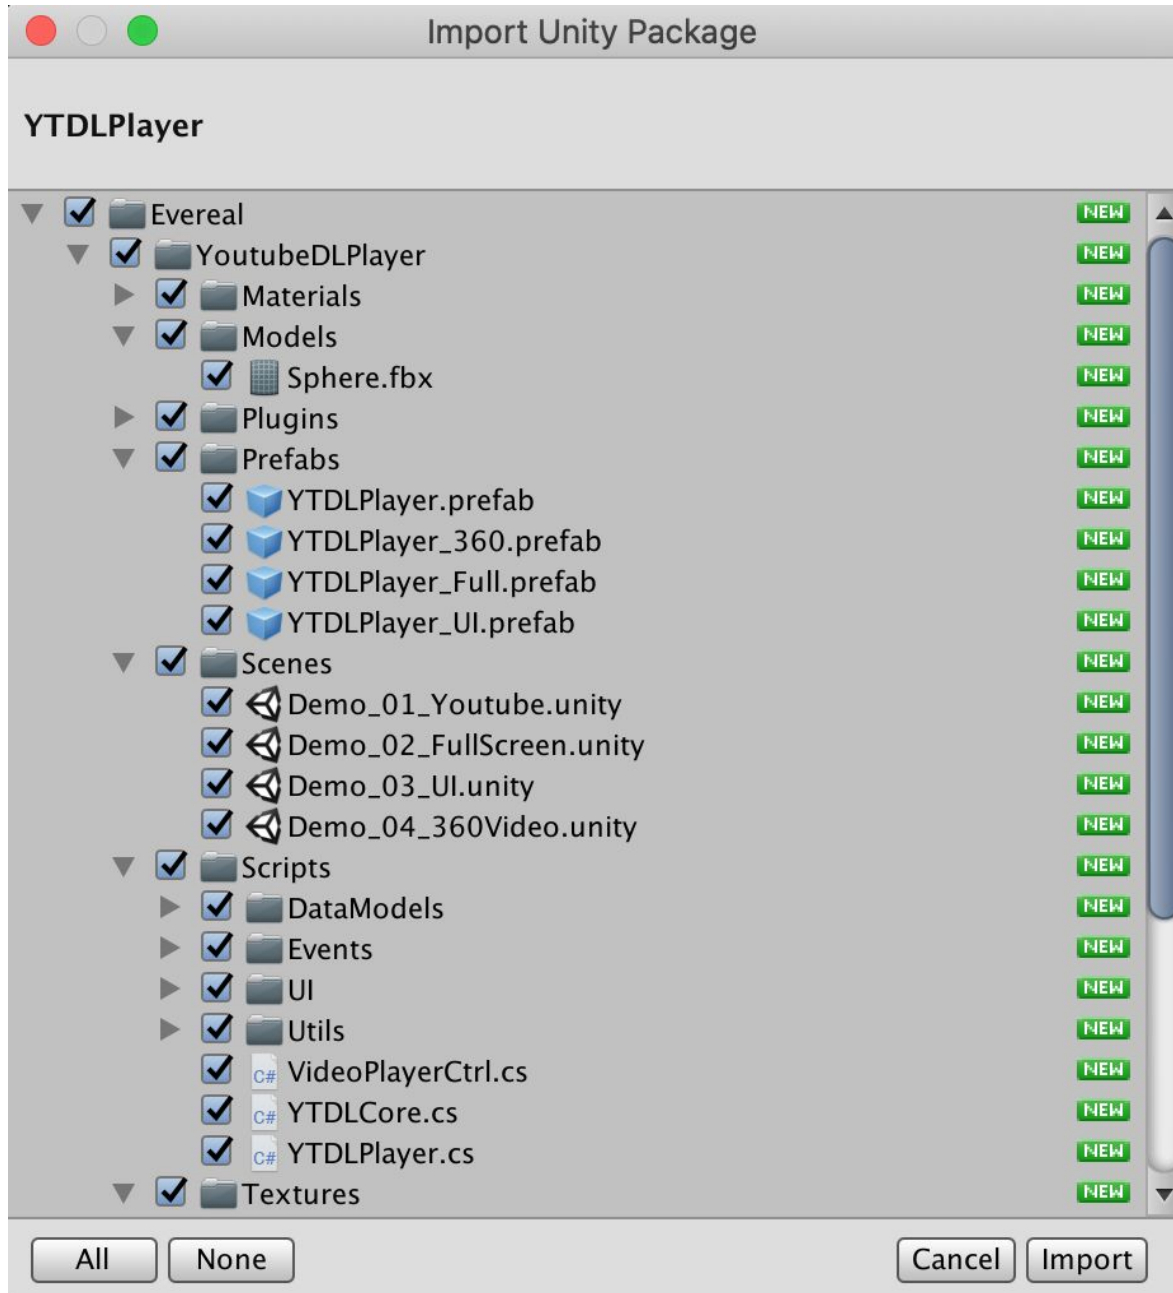 Import Unity Package
YTDLPlayer
Evereal NEW
YoutubeDLPlayer NEW
Materials NEW
Models NEW
Sphere.fbx NEW
Plugins NEW
Prefabs NEW
YTDLPlayer.prefab NEW
YTDLPlayer_360.prefab NEW
YTDLPlayer_Full.prefab NEW
YTDLPlayer_UI.prefab NEW
Scenes NEW
Demo_01_Youtube.unity NEW
Demo_02_FullScreen.unity NEW
Demo_03_UI.unity NEW
Demo_04_360Video.unity NEW
Scripts NEW
DataModels NEW
Events NEW
UI NEW
Utils NEW
C# VideoPlayerCtrl.cs NEW
C# YTDLCore.cs NEW
C# YTDLPlayer.cs NEW
Textures NEW
All None Cancel Import